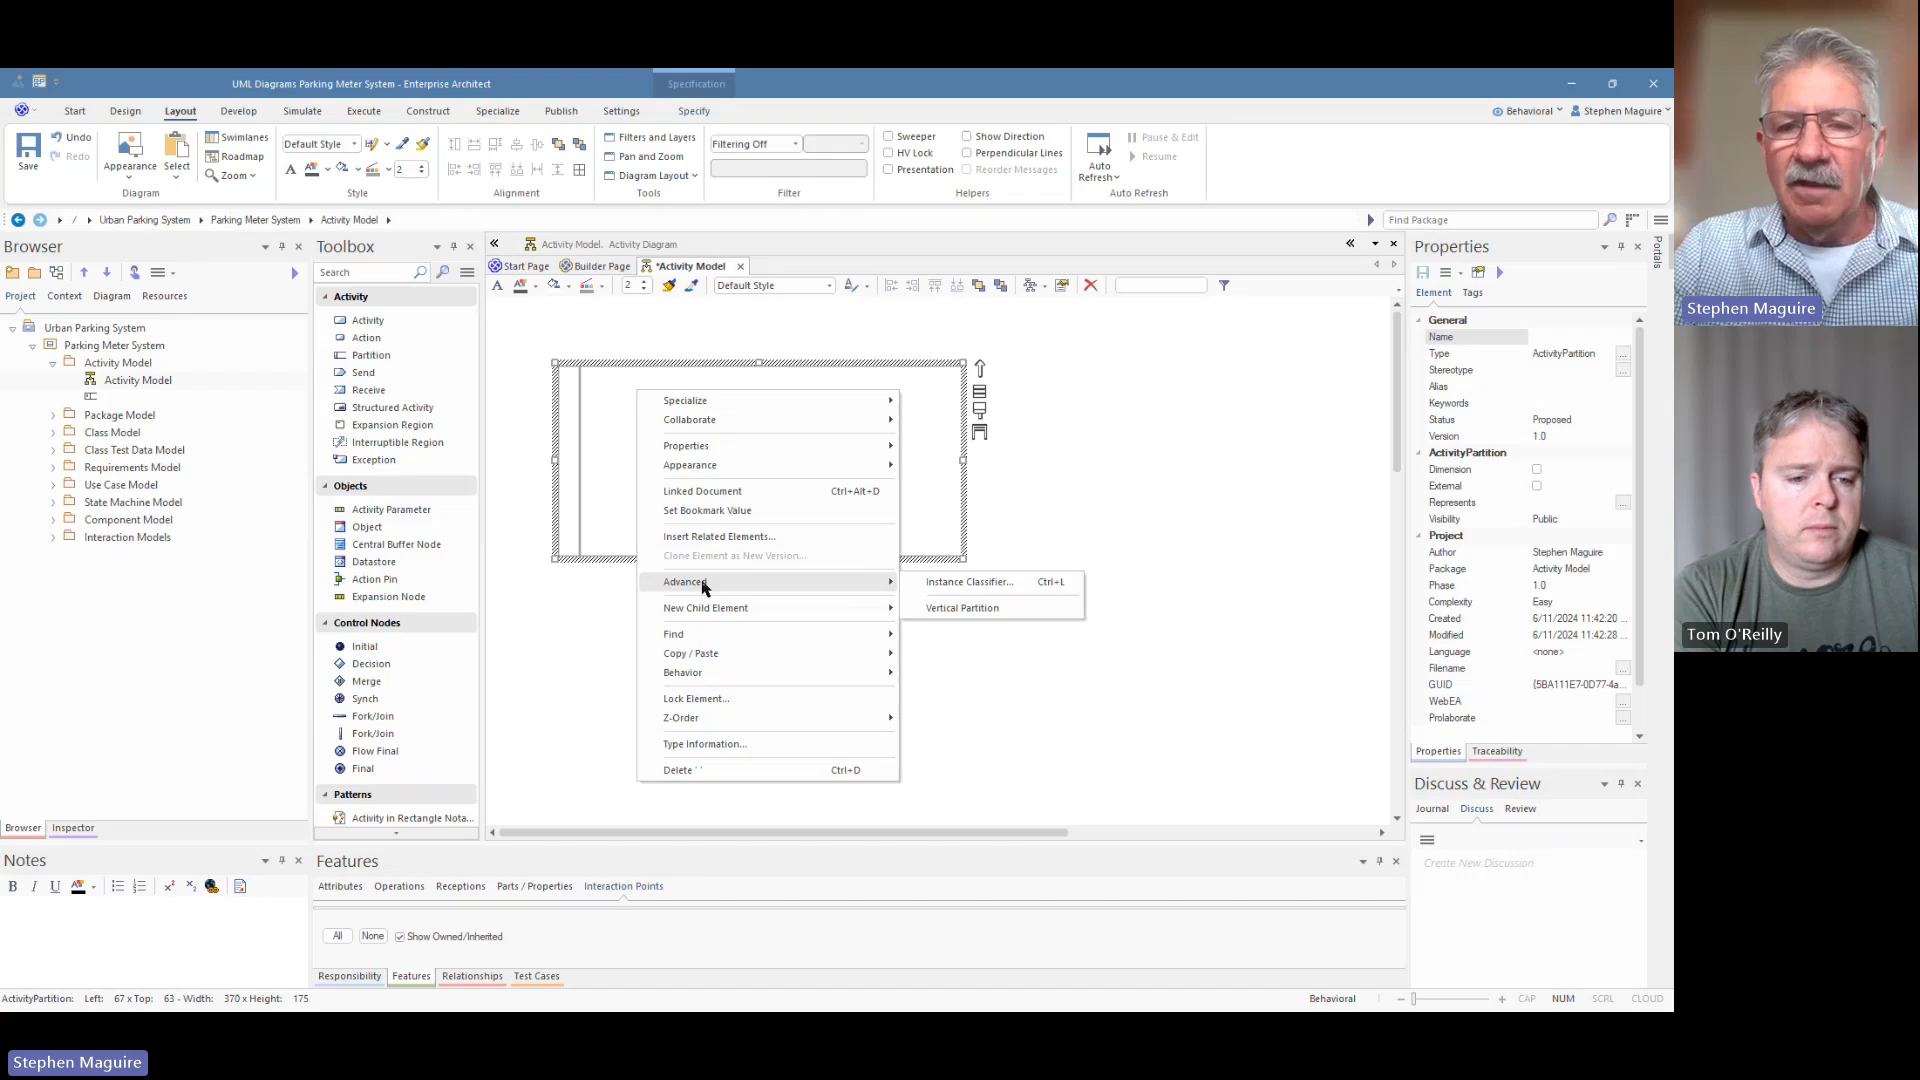 UML Diagrams Parking Meter System - Enterprise Architect
Specification
Start Design Layout Develop Simulate Execute Construct Specialize Publish Settings Specify
Behavioral Stephen Maguire
Save
Undo
Redo
Appearance
Select
Swimlanes
Roadmap
Zoom
Diagram
Default Style
2
Style
Alignment
Filters and Layers
Pan and Zoom
Diagram Layout
Tools
Filtering Off
Filter
Sweeper
HV Lock
Presentation
Show Direction
Perpendicular Lines
Reorder Messages
Helpers
Auto
Refresh
Pause & Edit
Resume
Auto Refresh
/ Urban Parking System Parking Meter System Activity Model
Find Package
Portals
Browser
Project Context Diagram Resources
Urban Parking System
Parking Meter System
Activity Model
Activity Model
Package Model
Class Model
Class Test Data Model
Requirements Model
Use Case Model
State Machine Model
Component Model
Interaction Models
Browser Inspector
Toolbox
Search
Activity
Activity
Action
Partition
Send
Receive
Structured Activity
Expansion Region
Interruptible Region
Exception
Objects
Activity Parameter
Object
Central Buffer Node
Datastore
Action Pin
Expansion Node
Control Nodes
Initial
Decision
Merge
Synch
Fork/Join
Fork/Join
Flow Final
Final
Patterns
Activity in Rectangle Nota...
Activity Model. Activity Diagram
Start Page Builder Page *Activity Model
2 Default Style
Specialize
Collaborate
Properties
Appearance
Linked Document Ctrl+Alt+D
Set Bookmark Value
Insert Related Elements...
Clone Element as New Version...
Advanced
Instance Classifier... Ctrl+L
Vertical Partition
New Child Element
Find
Copy / Paste
Behavior
Lock Element...
Z-Order
Type Information...
Delete ' ' Ctrl+D
Properties
Element Tags
General
Name
Type ActivityPartition
Stereotype
Alias
Keywords
Status Proposed
Version 1.0
ActivityPartition
Dimension
External
Represents
Visibility Public
Project
Author Stephen Maguire
Package Activity Model
Phase 1.0
Complexity Easy
Created 6/11/2024 11:42:20 ...
Modified 6/11/2024 11:42:28 ...
Language <none>
Filename
GUID {5BA111E7-0D77-4a...
WebEA
Prolaborate
Properties Traceability
Discuss & Review
Journal Discuss Review
Create New Discussion
Notes
B I U
Features
Attributes Operations Receptions Parts / Properties Interaction Points
All None Show Owned/Inherited
Responsibility Features Relationships Test Cases
ActivityPartition: Left: 67 x Top: 63 - Width: 370 x Height: 175
Behavioral
CAP NUM SCRL CLOUD
Stephen Maguire
Tom O'Reilly
Stephen Maguire